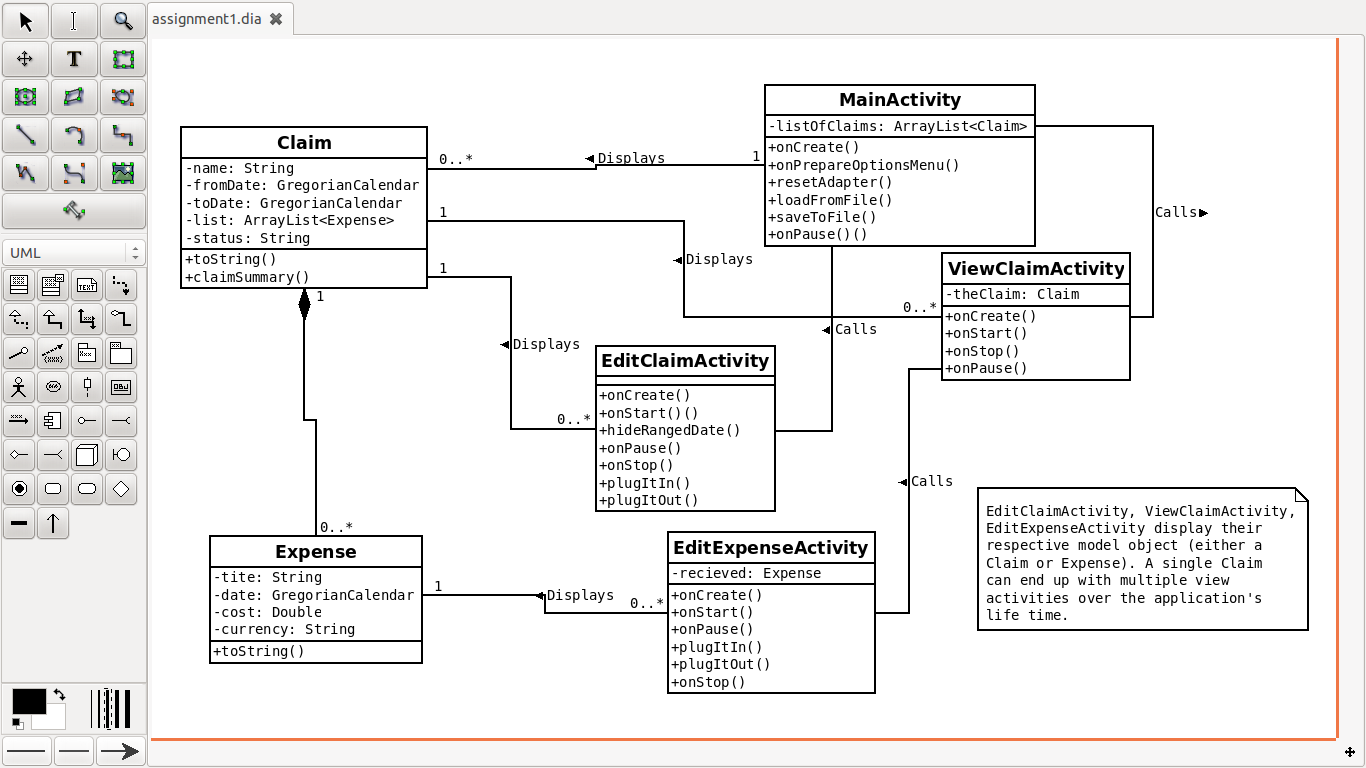 assignment1.dia
UML
Claim
-name: String
-fromDate: GregorianCalendar
-toDate: GregorianCalendar
-list: ArrayList<Expense>
-status: String
+toString()
+claimSummary()
0..*
Displays
1
MainActivity
-listOfClaims: ArrayList<Claim>
+onCreate()
+onPrepareOptionsMenu()
+resetAdapter()
+loadFromFile()
+saveToFile()
+onPause()()
Calls
1
Displays
0..*
ViewClaimActivity
-theClaim: Claim
+onCreate()
+onStart()
+onStop()
+onPause()
1
Displays
0..*
Calls
EditClaimActivity
+onCreate()
+onStart()()
+hideRangedDate()
+onPause()
+onStop()
+plugItIn()
+plugItOut()
1
0..*
Expense
-tite: String
-date: GregorianCalendar
-cost: Double
-currency: String
+toString()
1
Displays
0..*
EditExpenseActivity
-recieved: Expense
+onCreate()
+onStart()
+onPause()
+plugItIn()
+plugItOut()
+onStop()
Calls
EditClaimActivity, ViewClaimActivity,
EditExpenseActivity display their
respective model object (either a
Claim or Expense). A single Claim
can end up with multiple view
activities over the application's
life time.